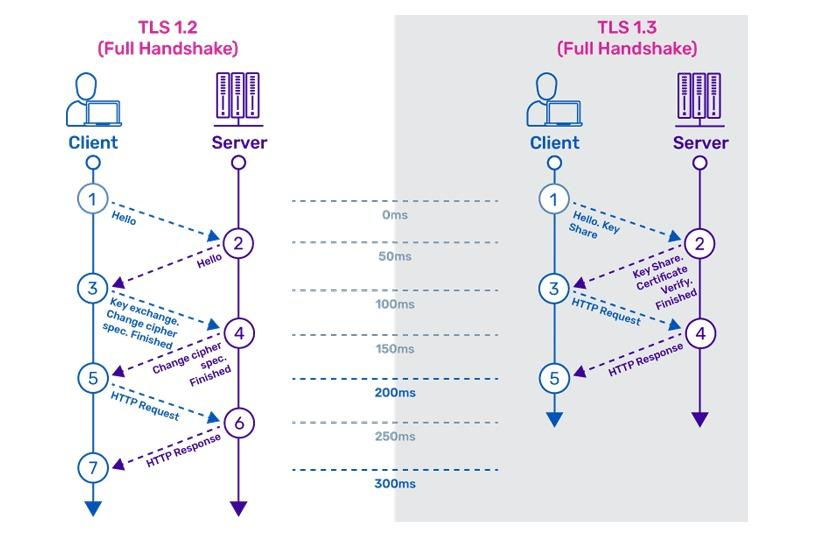 TLS 1.2
(Full Handshake)
Client
Server
1
Hello
2
Hello
3
Key exchange.
Change cipher
spec. Finished
4
Change cipher
spec.
Finished
5
HTTP Request
6
HTTP Response
7
0ms
50ms
100ms
150ms
200ms
250ms
300ms
TLS 1.3
(Full Handshake)
Client
Server
1
Hello. Key
Share
2
Key Share.
Certificate
Verify.
Finished
3
HTTP Request
4
HTTP Response
5